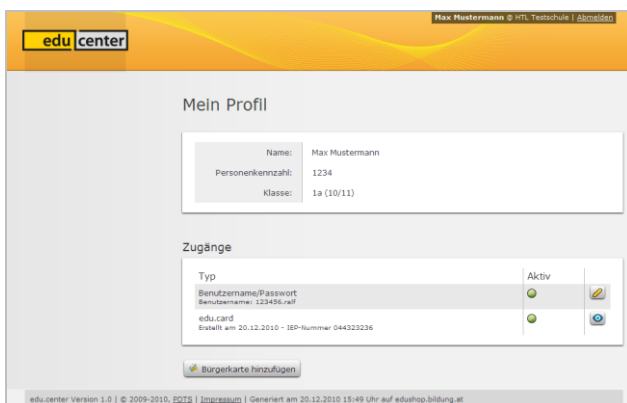 Max Mustermann @ HTL Testschule | Abmelden
edu center
Mein Profil
Name: Max Mustermann
Personenkennzahl: 1234
Klasse: 1a (10/11)
Zugänge
Typ Aktiv
Benutzername/Passwort
Benutzername: 123456.ralf
edu.card
Erstellt am 20.12.2010 - IEP-Nummer 044323236
Bürgerkarte hinzufügen
edu.center Version 1.0 | © 2009-2010, PDTS | Impressum | Generiert am 20.12.2010 15:49 Uhr auf edushop.bildung.at